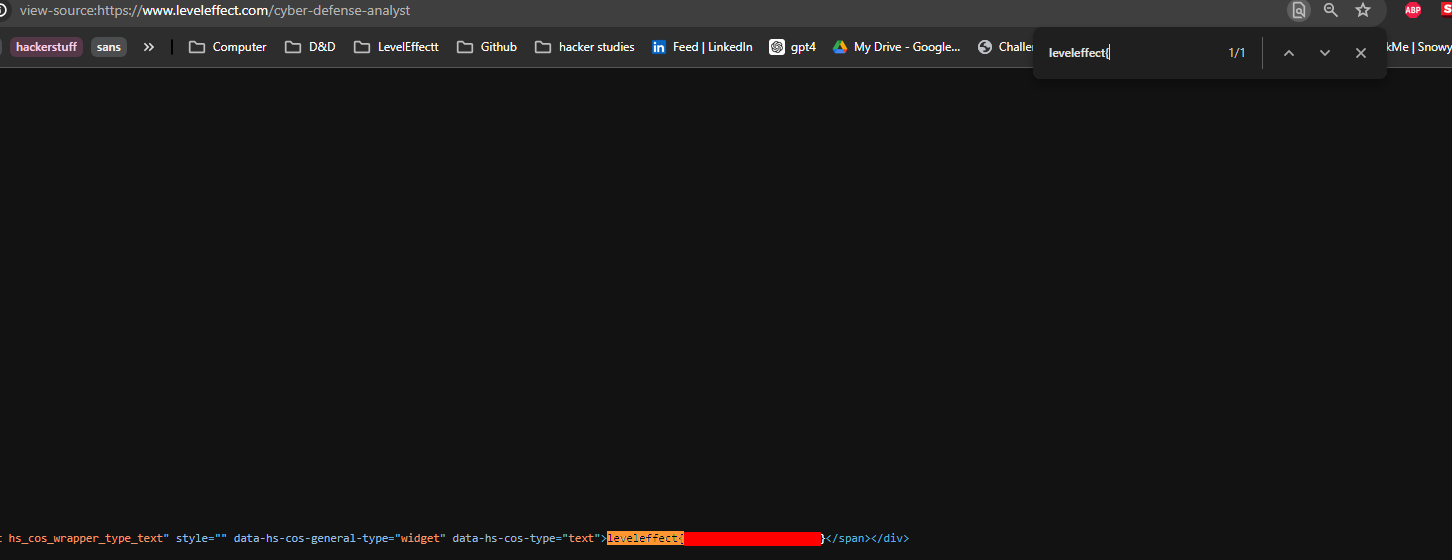 view-source:https://www.leveleffect.com/cyber-defense-analyst
ABP
hackerstuff sans » Computer D&D LevelEffectt Github hacker studies in Feed | LinkedIn gpt4 My Drive - Google... Challe kMe | Snowy
leveleffect{ 1/1
hs_cos_wrapper_type_text" style="" data-hs-cos-general-type="widget" data-hs-cos-type="text">leveleffect{ }</span></div>